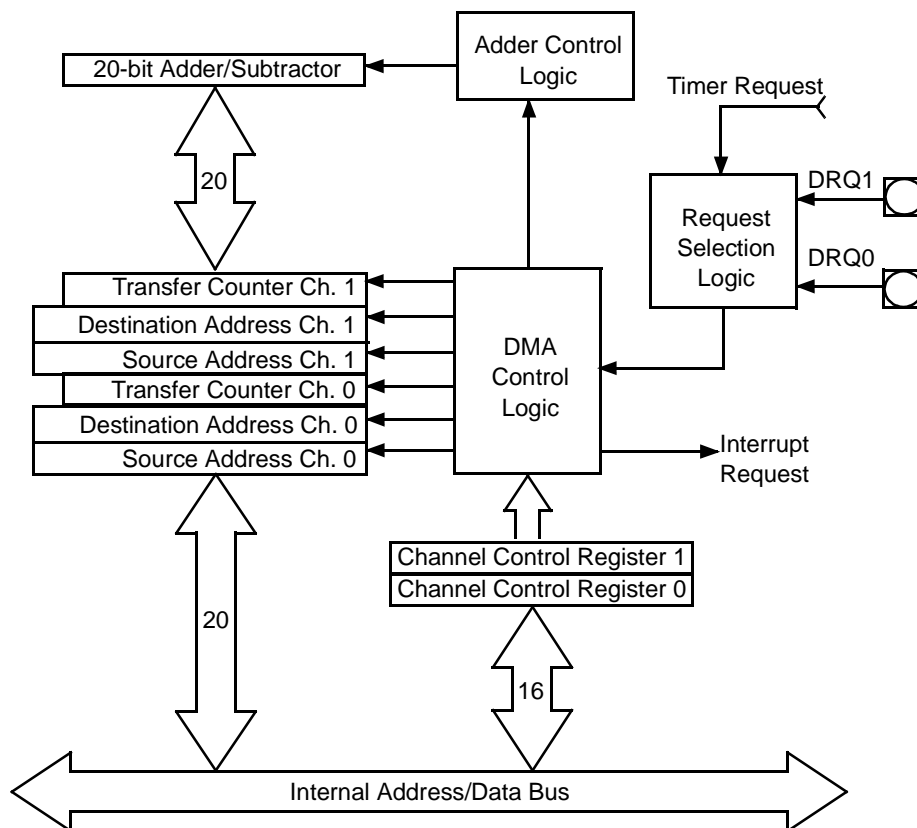 Adder Control
Logic
20-bit Adder/Subtractor
Timer Request
20
DRQ1
Request
Selection
Logic
DRQ0
Transfer Counter Ch. 1
Destination Address Ch. 1
Source Address Ch. 1
Transfer Counter Ch. 0
Destination Address Ch. 0
Source Address Ch. 0
DMA
Control
Logic
Interrupt
Request
Channel Control Register 1
Channel Control Register 0
20
16
Internal Address/Data Bus